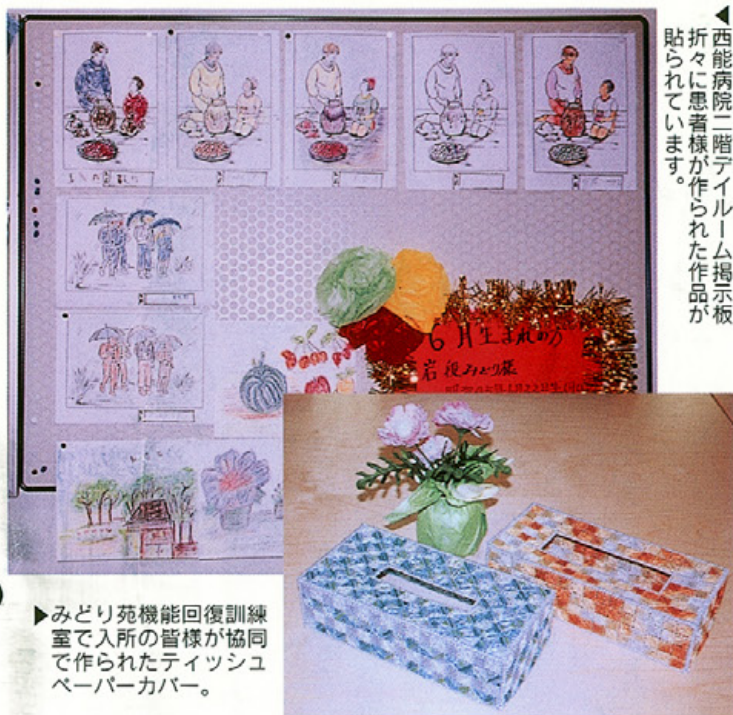 ◀西能病院二階デイルーム掲示板
折々に患者様が作られた作品が
貼られています。
6月生まれの方
▶みどり苑機能回復訓練
室で入所の皆様が協同
で作られたティッシュ
ペーパーカバー。